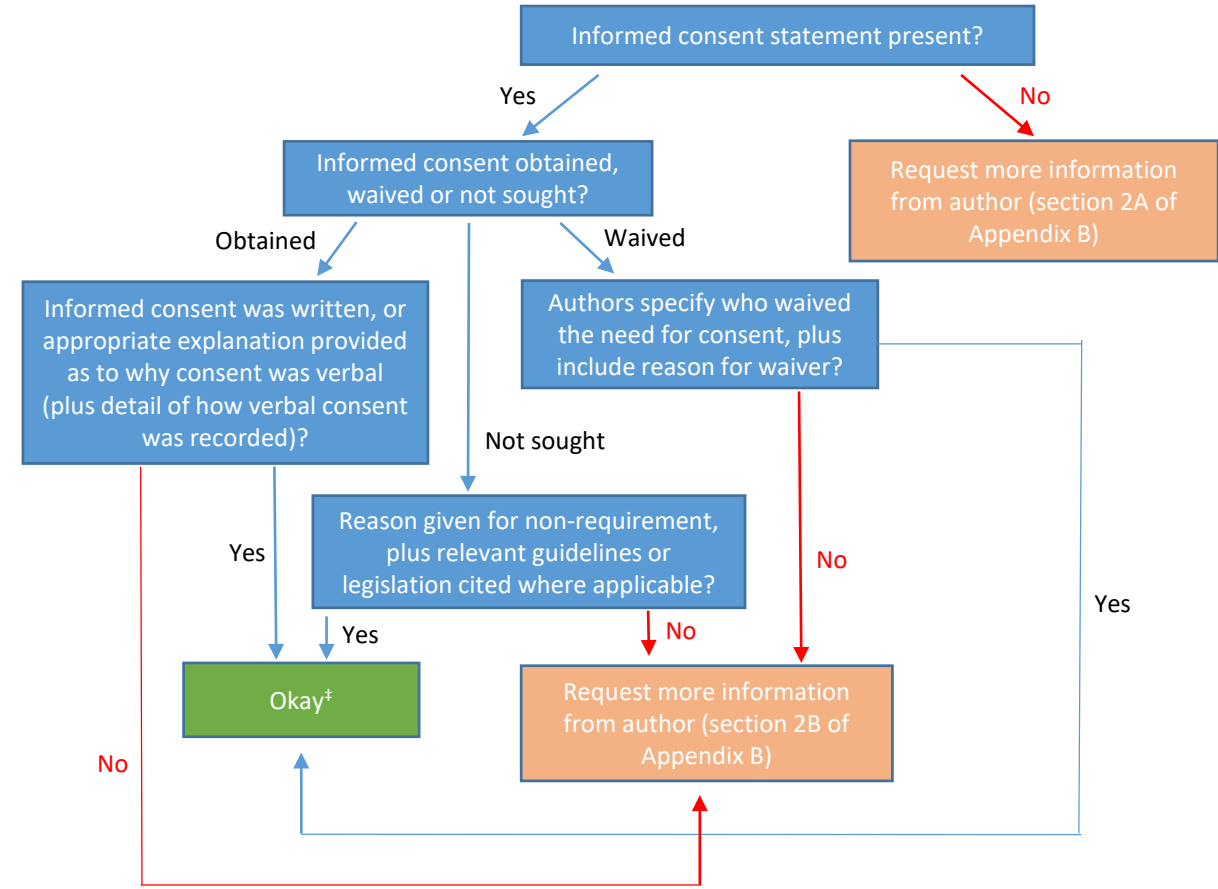 Informed consent statement present?
Yes
No
Informed consent obtained,
waived or not sought?
Request more information
from author (section 2A of
Appendix B)
Obtained
Waived
Informed consent was written, or
appropriate explanation provided
as to why consent was verbal
(plus detail of how verbal consent
was recorded)?
Authors specify who waived
the need for consent, plus
include reason for waiver?
Not sought
Reason given for non-requirement,
plus relevant guidelines or
legislation cited where applicable?
Yes
No
Yes
Yes
No
Okay‡
Request more information
from author (section 2B of
Appendix B)
No